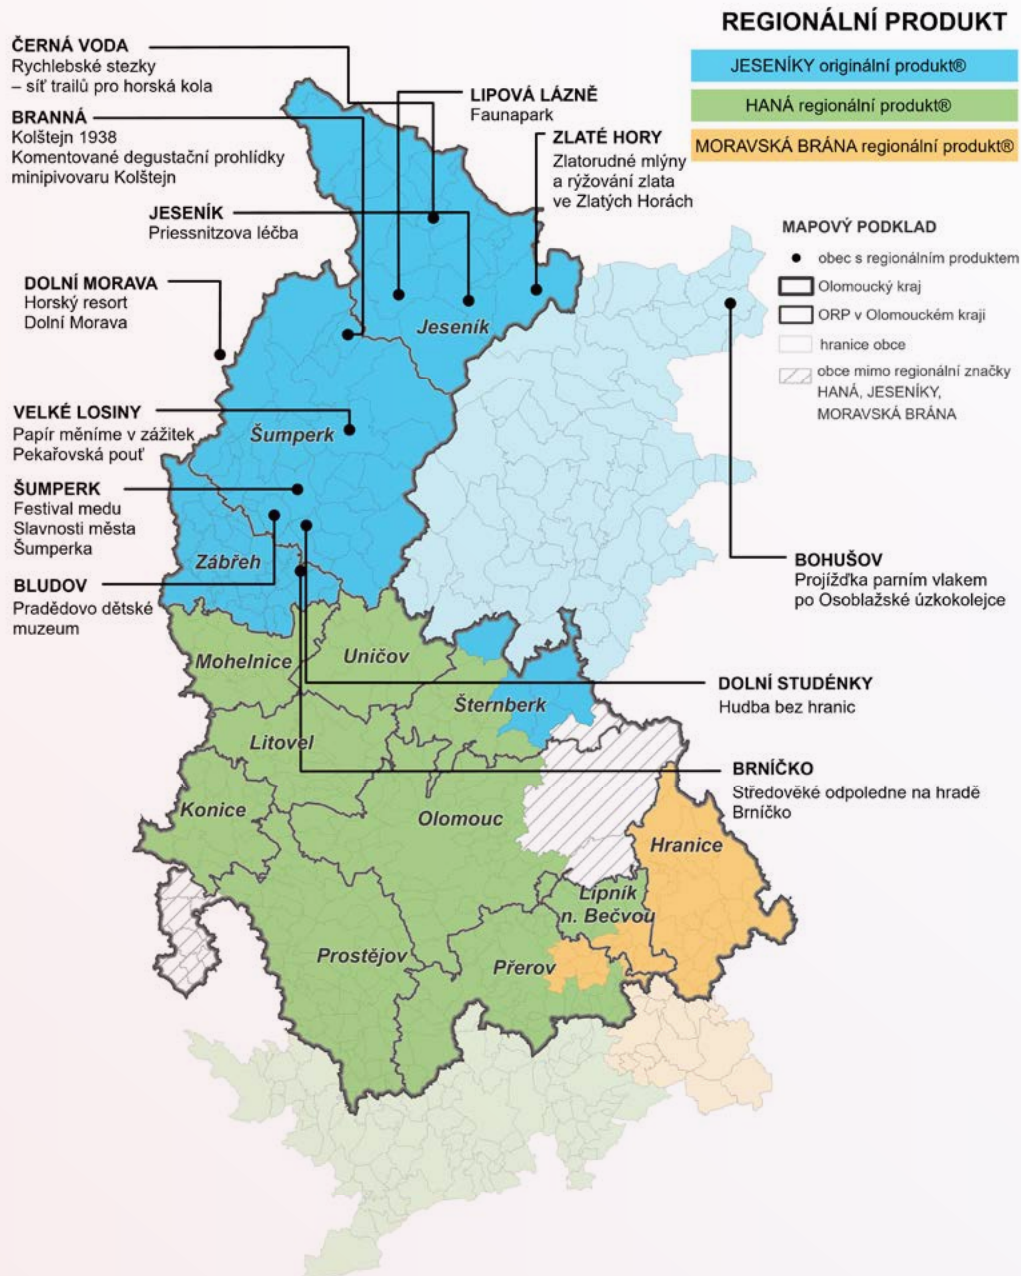 REGIONÁLNÍ PRODUKT
JESENÍKY originální produkt®
HANÁ regionální produkt®
MORAVSKÁ BRÁNA regionální produkt®
MAPOVÝ PODKLAD
obec s regionálním produktem
Olomoucký kraj
ORP v Olomouckém kraji
hranice obce
obce mimo regionální značky
HANÁ, JESENÍKY,
MORAVSKÁ BRÁNA
ČERNÁ VODA
Rychlebské stezky
– síť trailů pro horská kola
BRANNÁ
Kolštejn 1938
Komentované degustační prohlídky
minipivovaru Kolštejn
LIPOVÁ LÁZNĚ
Faunapark
ZLATÉ HORY
Zlatorudné mlýny
a rýžování zlata
ve Zlatých Horách
JESENÍK
Priessnitzova léčba
DOLNÍ MORAVA
Horský resort
Dolní Morava
VELKÉ LOSINY
Papír měníme v zážitek
Pekařovská pouť
ŠUMPERK
Festival medu
Slavnosti města
Šumperka
BLUDOV
Pradědovo dětské
muzeum
BOHUŠOV
Projížďka parním vlakem
po Osoblažské úzkokolejce
DOLNÍ STUDÉNKY
Hudba bez hranic
BRNÍČKO
Středověké odpoledne na hradě
Brníčko
Jeseník
Šumperk
Zábřeh
Mohelnice
Uničov
Šternberk
Litovel
Konice
Olomouc
Hranice
Lipník
n. Bečvou
Prostějov
Přerov